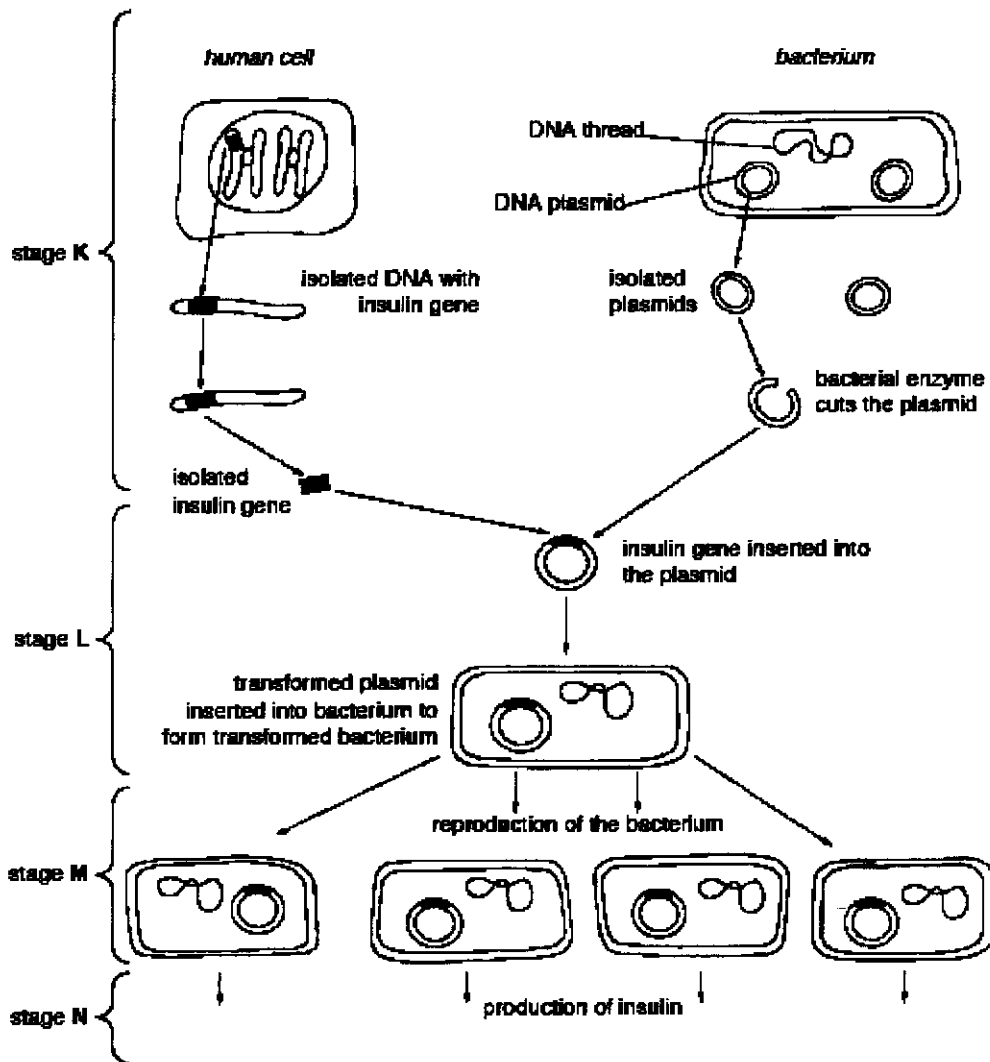 human cell
bacterium
DNA thread
DNA plasmid
stage K
isolated DNA with
insulin gene
isolated
plasmids
bacterial enzyme
cuts the plasmid
isolated
insulin gene
insulin gene inserted into
the plasmid
stage L
transformed plasmid
inserted into bacterium to
form transformed bacterium
reproduction of the bacterium
stage M
production of insulin
stage N